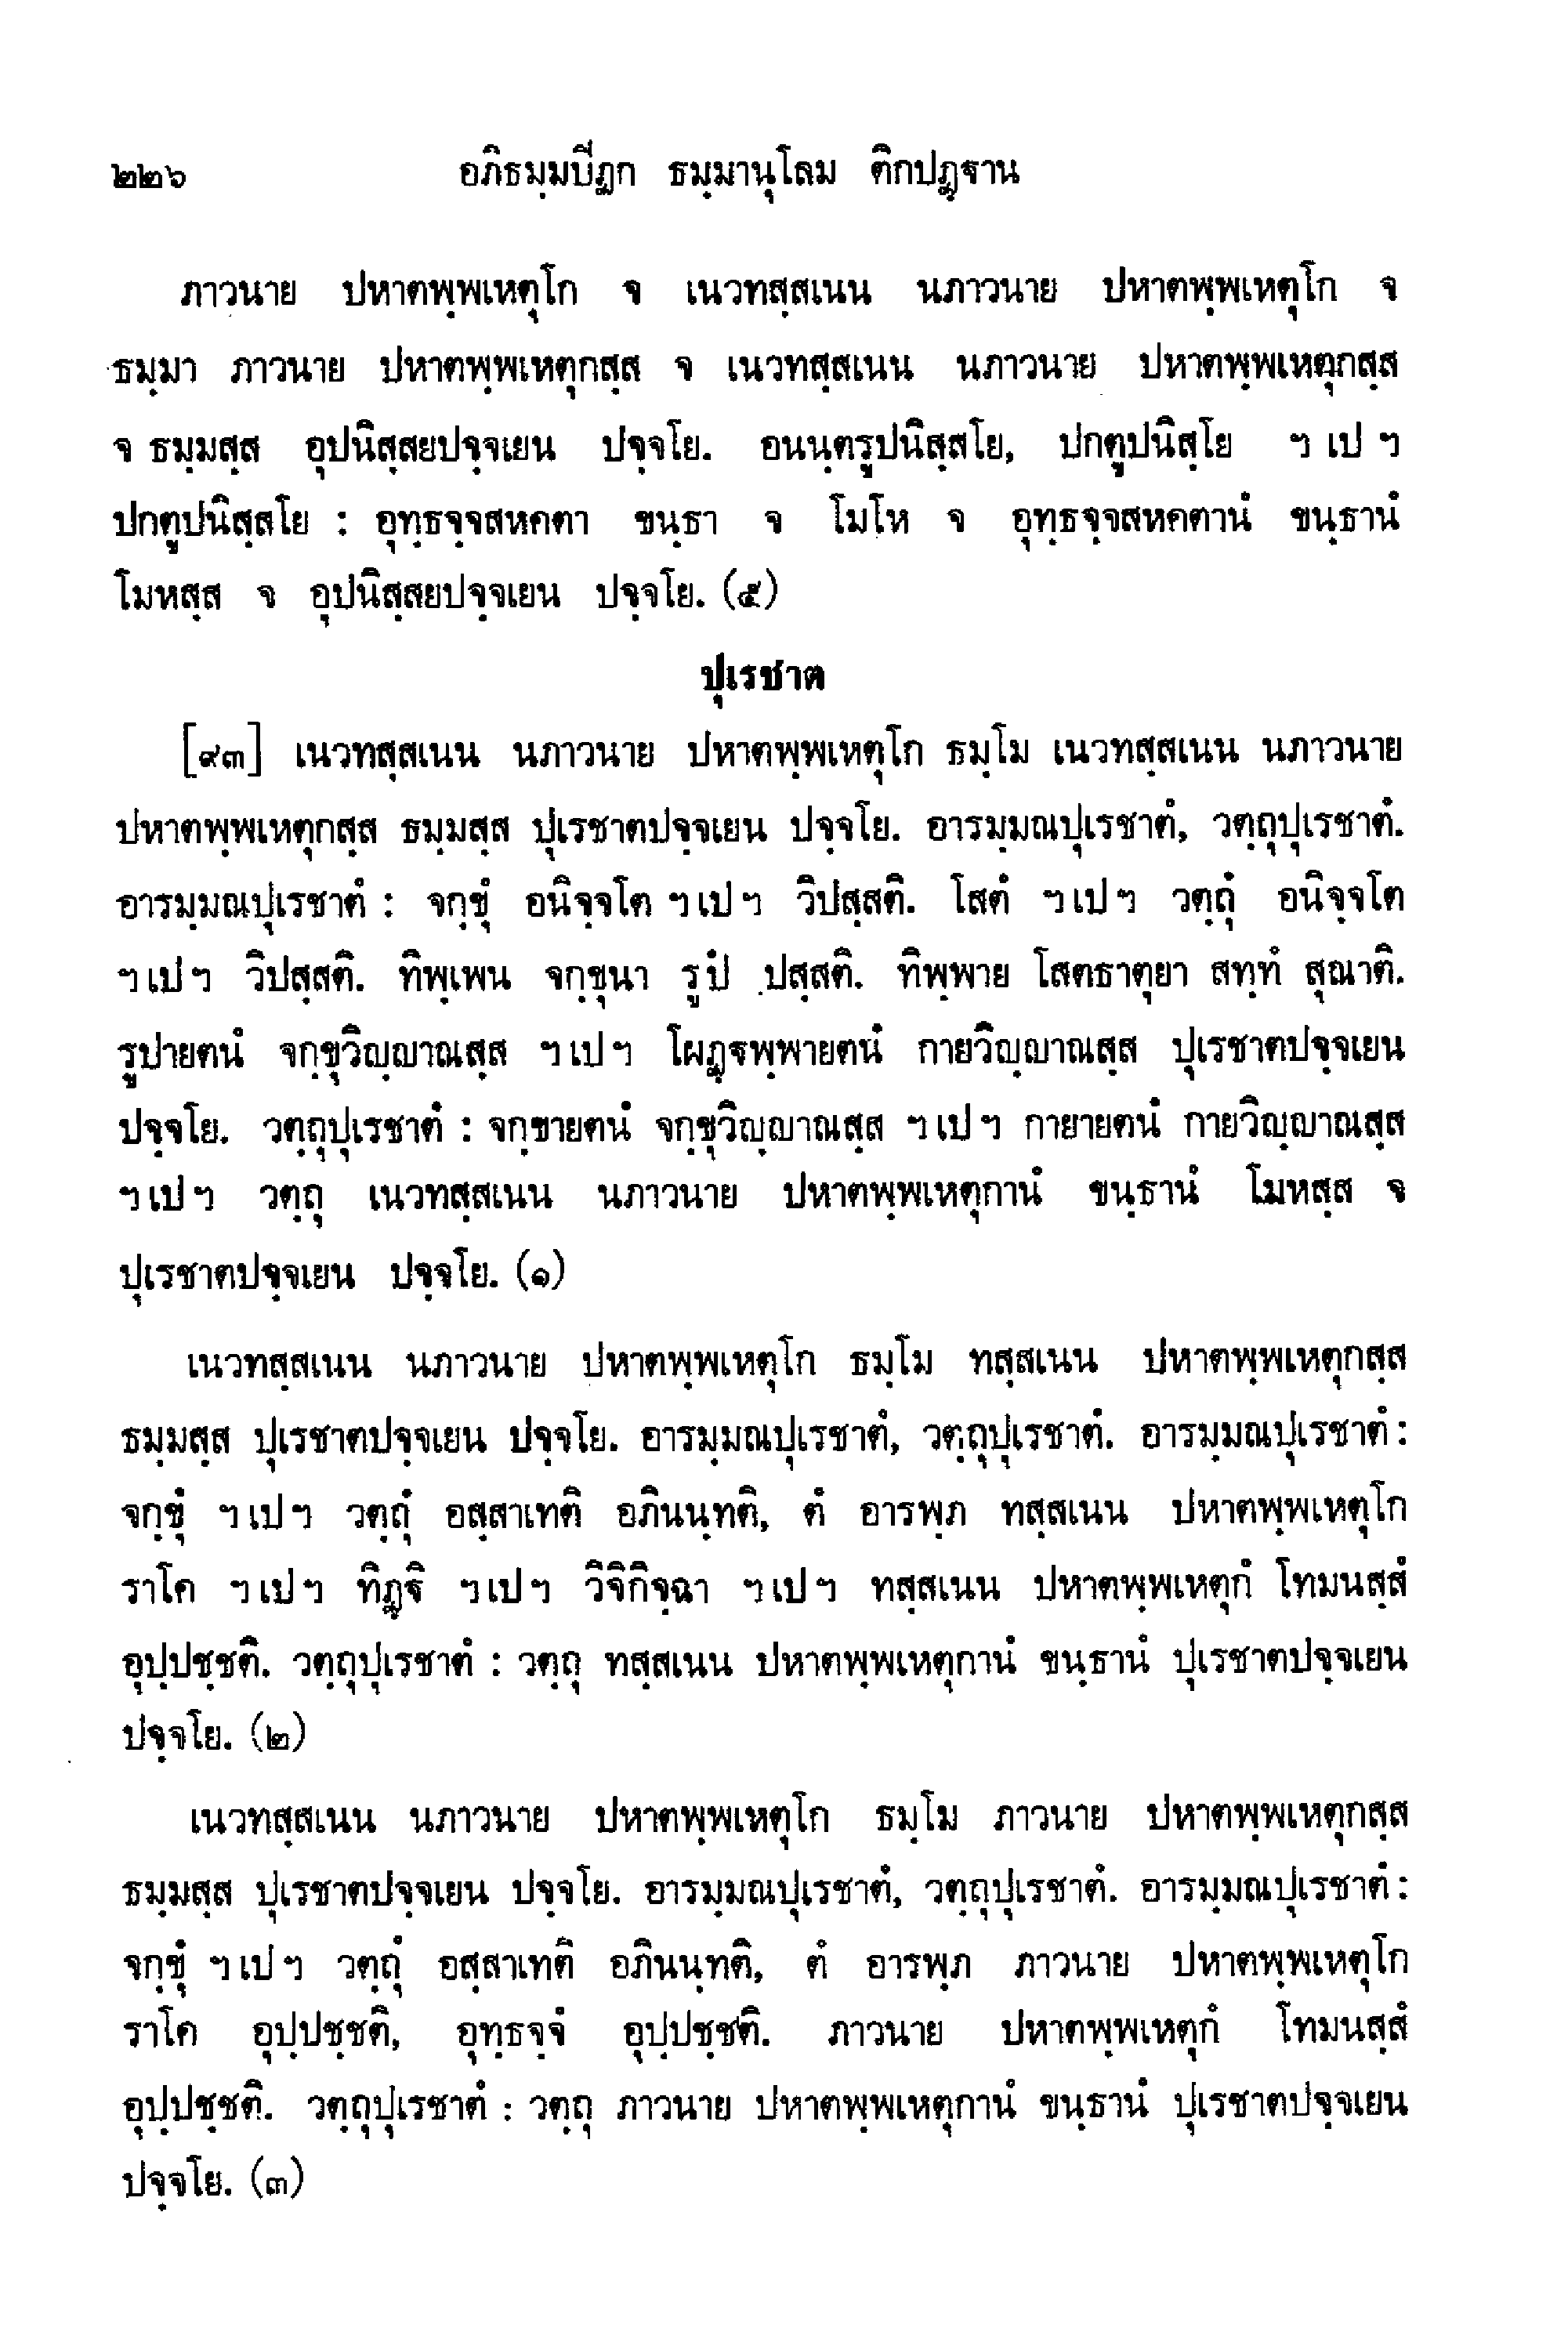 ๒๒๖ อภิธมฺมปีฏก ธมฺมานุโลม ติกปฏฺฐาน
ภาวนาย ปหาตพฺพเหตุโก จ เนวทสฺสเนน นภาวนาย ปหาตพฺพเหตุโก จ
ธมฺมา ภาวนาย ปหาตพฺพเหตุกสฺส จ เนวทสฺสเนน นภาวนาย ปหาตพฺพเหตุกสฺส
จ ธมฺมสฺส อุปนิสฺสยปจฺจเยน ปจฺจโย. อนนฺตรูปนิสฺสโย, ปกตูปนิสฺโย ฯ เป ฯ
ปกตูปนิสฺสโย : อุทฺธจฺจสหคตา ขนฺธา จ โมโห จ อุทฺธจฺจสหคตานํ ขนฺธานํ
โมหสฺส จ อุปนิสฺสยปจฺจเยน ปจฺจโย. (๕)
ปุเรชาต
[๙๓] เนวทสฺสเนน นภาวนาย ปหาตพฺพเหตุโก ธมฺโม เนวทสฺสเนน นภาวนาย
ปหาตพฺพเหตุกสฺส ธมฺมสฺส ปุเรชาตปจฺจเยน ปจฺจโย. อารมฺมณปุเรชาตํ, วตฺถุปุเรชาตํ.
อารมฺมณปุเรชาตํ : จกฺขุํ อนิจฺจโต ฯ เป ฯ วิปสฺสติ. โสตํ ฯ เป ฯ วตฺถุํ อนิจฺจโต
ฯ เป ฯ วิปสฺสติ. ทิพฺเพน จกฺขุนา รูปํ ปสฺสติ. ทิพฺพาย โสตธาตุยา สทฺทํ สุณาติ.
รูปายตนํ จกฺขุวิญฺญาณสฺส ฯ เป ฯ โผฏฺฐพฺพายตนํ กายวิญฺญาณสฺส ปุเรชาตปจฺจเยน
ปจฺจโย. วตฺถุปุเรชาตํ : จกฺขายตนํ จกฺขุวิญฺญาณสฺส ฯ เป ฯ กายายตนํ กายวิญฺญาณสฺส
ฯ เป ฯ วตฺถุ เนวทสฺสเนน นภาวนาย ปหาตพฺพเหตุกานํ ขนฺธานํ โมหสฺส จ
ปุเรชาตปจฺจเยน ปจฺจโย. (๑)
เนวทสฺสเนน นภาวนาย ปหาตพฺพเหตุโก ธมฺโม ทสฺสเนน ปหาตพฺพเหตุกสฺส
ธมฺมสฺส ปุเรชาตปจฺจเยน ปจฺจโย. อารมฺมณปุเรชาตํ, วตฺถุปุเรชาตํ. อารมฺมณปุเรชาตํ :
จกฺขุํ ฯ เป ฯ วตฺถุํ อสฺสาเทติ อภินนฺทติ, ตํ อารพฺภ ทสฺสเนน ปหาตพฺพเหตุโก
ราโค ฯ เป ฯ ทิฏฺฐิ ฯ เป ฯ วิจิกิจฺฉา ฯ เป ฯ ทสฺสเนน ปหาตพฺพเหตุกํ โทมนสฺสํ
อุปฺปชฺชติ. วตฺถุปุเรชาตํ : วตฺถุ ทสฺสเนน ปหาตพฺพเหตุกานํ ขนฺธานํ ปุเรชาตปจฺจเยน
ปจฺจโย. (๒)
เนวทสฺสเนน นภาวนาย ปหาตพฺพเหตุโก ธมฺโม ภาวนาย ปหาตพฺพเหตุกสฺส
ธมฺมสฺส ปุเรชาตปจฺจเยน ปจฺจโย. อารมฺมณปุเรชาตํ, วตฺถุปุเรชาตํ. อารมฺมณปุเรชาตํ :
จกฺขุํ ฯ เป ฯ วตฺถุํ อสฺสาเทติ อภินนฺทติ, ตํ อารพฺภ ภาวนาย ปหาตพฺพเหตุโก
ราโค อุปฺปชฺชติ, อุทฺธจฺจํ อุปฺปชฺชติ. ภาวนาย ปหาตพฺพเหตุกํ โทมนสฺสํ
อุปฺปชฺชติ. วตฺถุปุเรชาตํ : วตฺถุ ภาวนาย ปหาตพฺพเหตุกานํ ขนฺธานํ ปุเรชาตปจฺจเยน
ปจฺจโย. (๓)